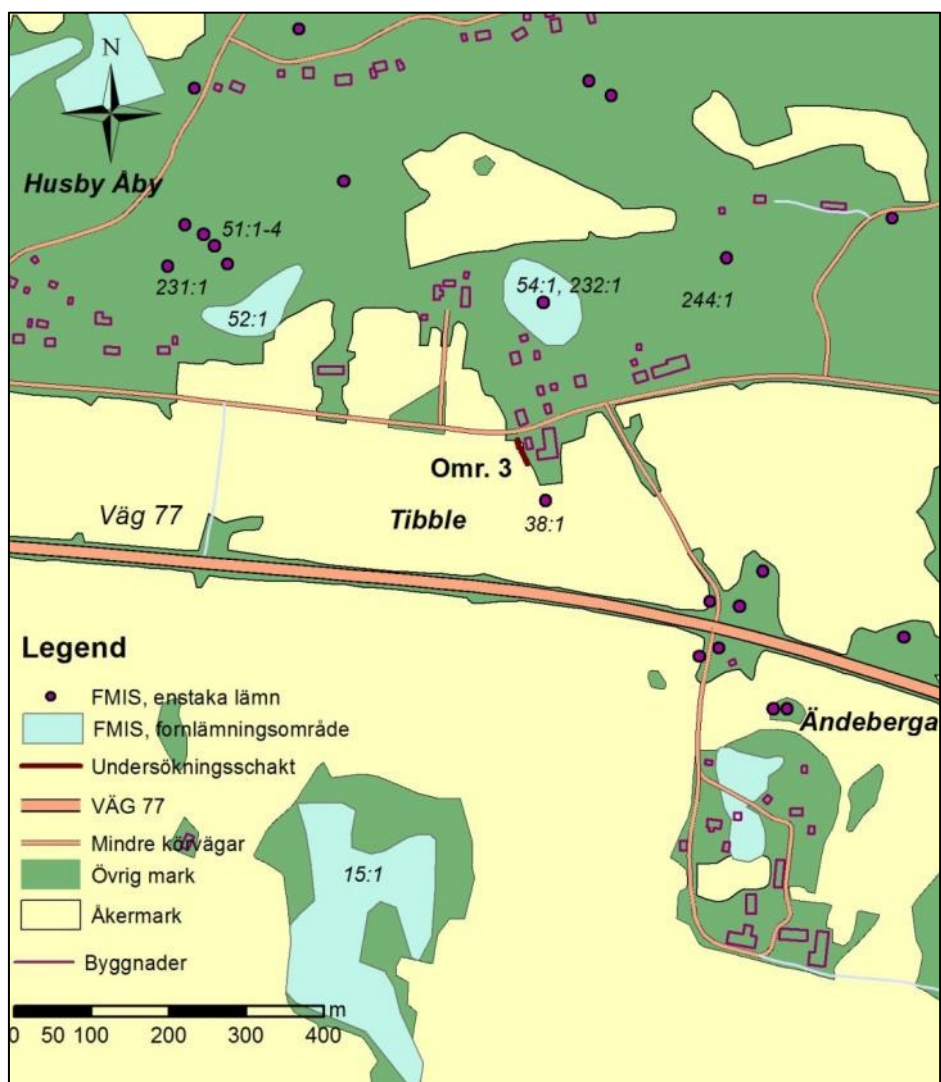 N
Husby Åby
51:1-4
231:1
52:1
54:1, 232:1
244:1
Omr. 3
Väg 77
Tibble
38:1
Legend
FMIS, enstaka lämn
FMIS, fornlämningsområde
Undersökningsschakt
VÄG 77
Mindre körvägar
Övrig mark
Åkermark
Byggnader
Ändeberga
15:1
m
0 50 100 200 300 400